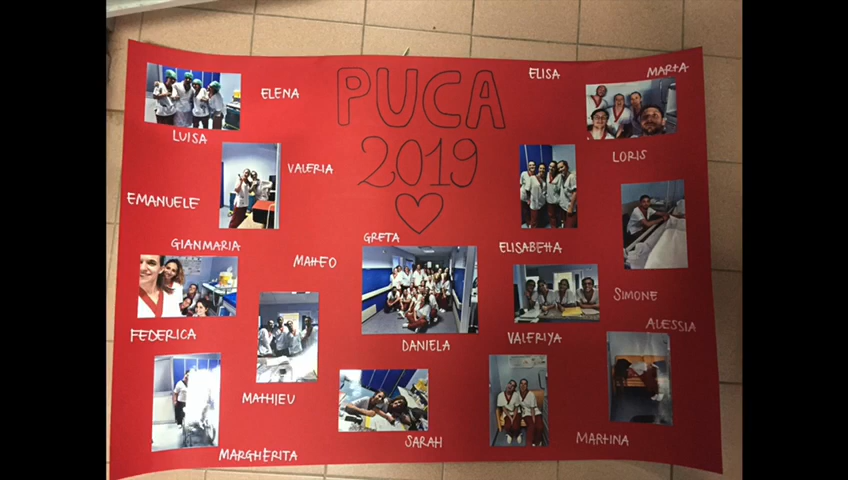 PUCA
2019
ELISA
MARTA
ELENA
LUISA
LORIS
VALERIA
EMANUELE
GRETA
GIANMARIA
ELISABETTA
MATTEO
SIMONE
ALESSIA
FEDERICA
DANIELA
VALERIYA
MATHIEU
MARTINA
SARAH
MARGHERITA